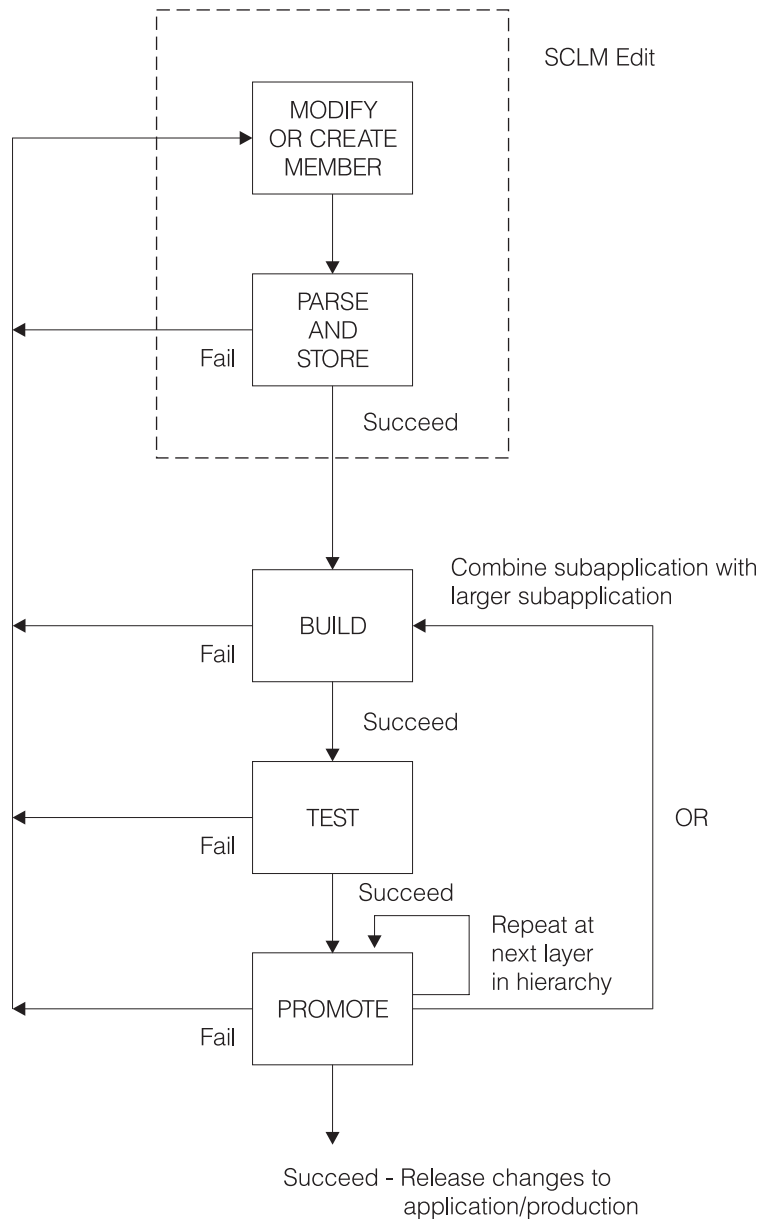 SCLM Edit
MODIFY
OR CREATE
MEMBER
PARSE
AND
STORE
Fail
Succeed
Combine subapplication with
larger subapplication
BUILD
Fail
Succeed
TEST
OR
Fail
Succeed
Repeat at
next layer
in hierarchy
PROMOTE
Fail
Succeed - Release changes to
application/production